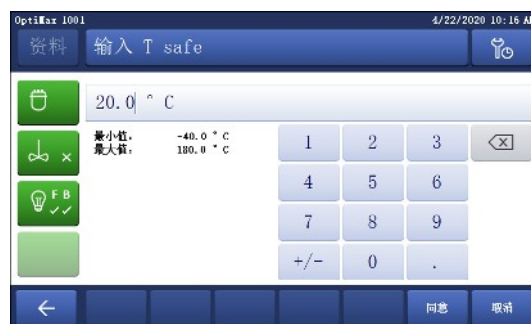 OptiMax 1001 4/22/2020 10:16 AM
资料 输入 T safe
20.0 ° C
最小值: -40.0 ° C
最大值: 180.0 ° C
1 2 3
F B
4 5 6
7 8 9
+/- 0 .
同意 取消